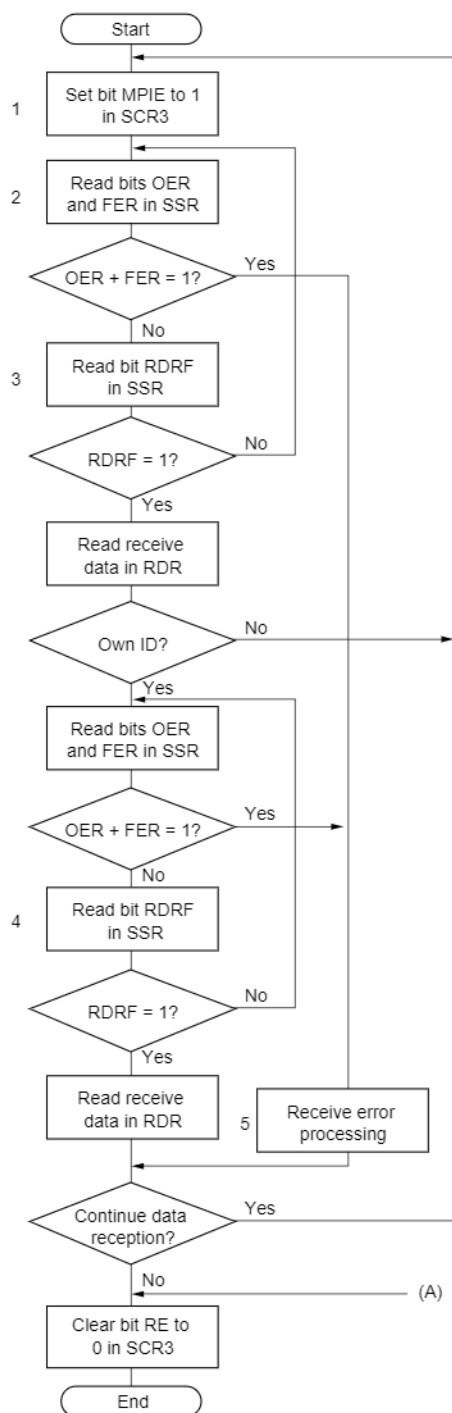 Start
1
Set bit MPIE to 1
in SCR3
2
Read bits OER
and FER in SSR
OER + FER = 1?
Yes
No
3
Read bit RDRF
in SSR
RDRF = 1?
No
Yes
Read receive
data in RDR
Own ID?
No
Yes
Read bits OER
and FER in SSR
OER + FER = 1?
Yes
No
4
Read bit RDRF
in SSR
RDRF = 1?
No
Yes
Read receive
data in RDR
5
Receive error
processing
Continue data
reception?
Yes
No
(A)
Clear bit RE to
0 in SCR3
End